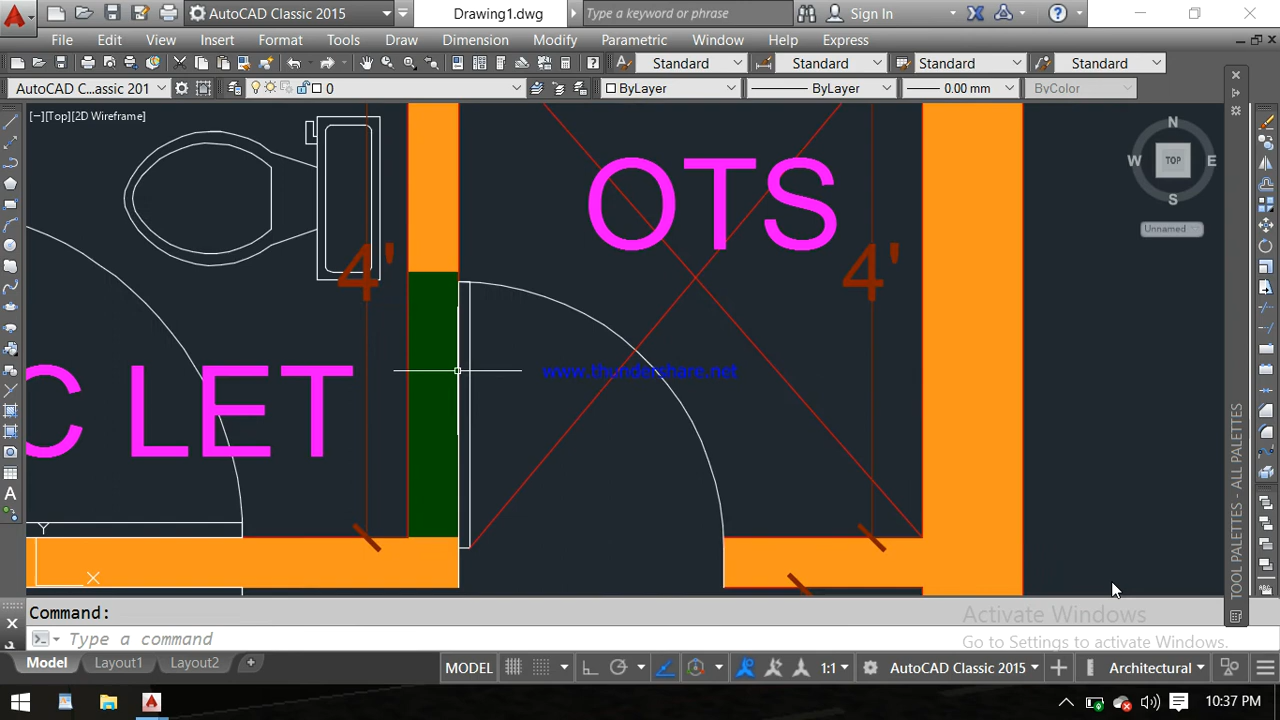 AutoCAD Classic 2015
Drawing1.dwg
Type a keyword or phrase
Sign In
File Edit View Insert Format Tools Draw Dimension Modify Parametric Window Help Express
Standard Standard Standard Standard
AutoCAD C...assic 201 0 ByLayer ByLayer 0.00 mm ByColor
[−][Top][2D Wireframe]
N
W TOP E
S
Unnamed
OTS
4' 4'
C LET
www.thundershare.net
Y
X
TOOL PALETTES - ALL PALETTES
Command:
Type a command
Activate Windows
Go to Settings to activate Windows.
Model Layout1 Layout2
MODEL 1:1 AutoCAD Classic 2015 Architectural
10:37 PM